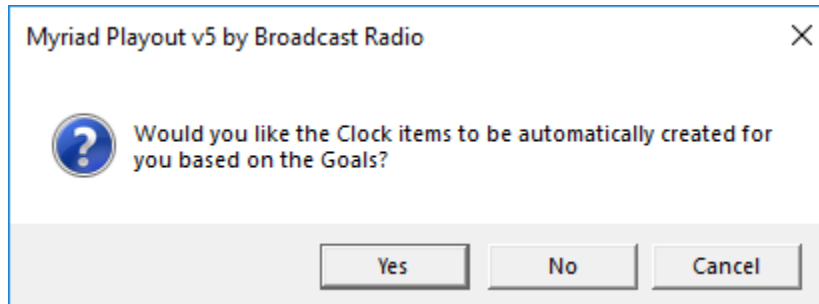 Myriad Playout v5 by Broadcast Radio
Would you like the Clock items to be automatically created for
you based on the Goals?
Yes
No
Cancel